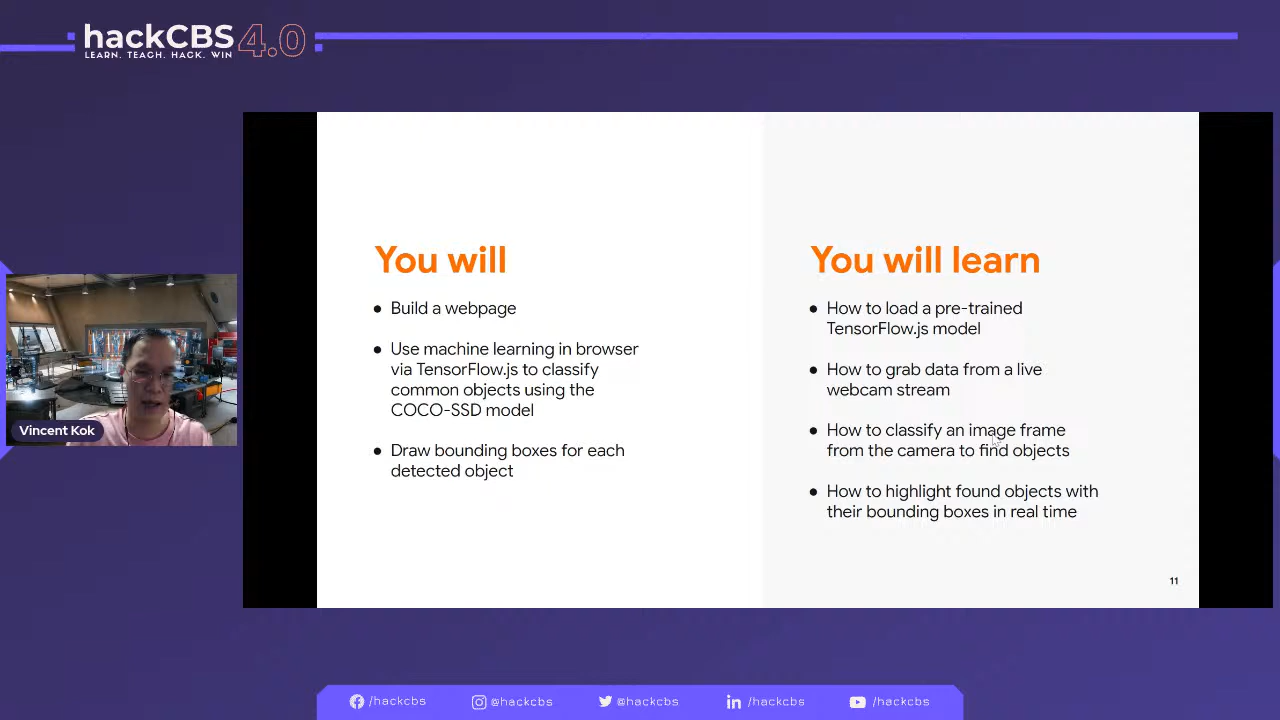 hackCBS 4.0
LEARN. TEACH. HACK. WIN
You will
● Build a webpage
● Use machine learning in browser
via TensorFlow.js to classify
common objects using the
COCO-SSD model
● Draw bounding boxes for each
detected object
You will learn
● How to load a pre-trained
TensorFlow.js model
● How to grab data from a live
webcam stream
● How to classify an image frame
from the camera to find objects
● How to highlight found objects with
their bounding boxes in real time
11
Vincent Kok
/hackcbs
@hackcbs
@hackcbs
/hackcbs
/hackcbs